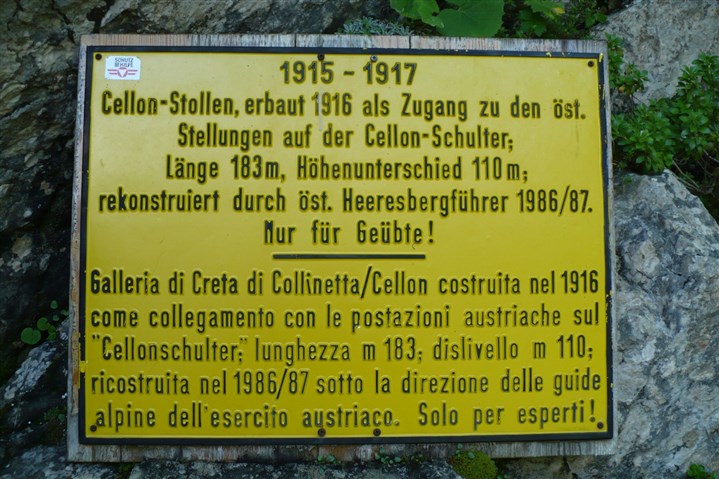 1915 - 1917
Cellon-Stollen, erbaut 1916 als Zugang zu den öst.
Stellungen auf der Cellon-Schulter;
Länge 183m, Höhenunterschied 110m;
rekonstruiert durch öst. Heeresbergführer 1986/87.
Nur für Geübte!
Galleria di Creta di Collinetta/Cellon costruita nel 1916
come collegamento con le postazioni austriache sul
"Cellonschulter;" lunghezza m 183; dislivello m 110;
ricostruita nel 1986/87 sotto la direzione delle guide
alpine dell'esercito austriaco. Solo per esperti!